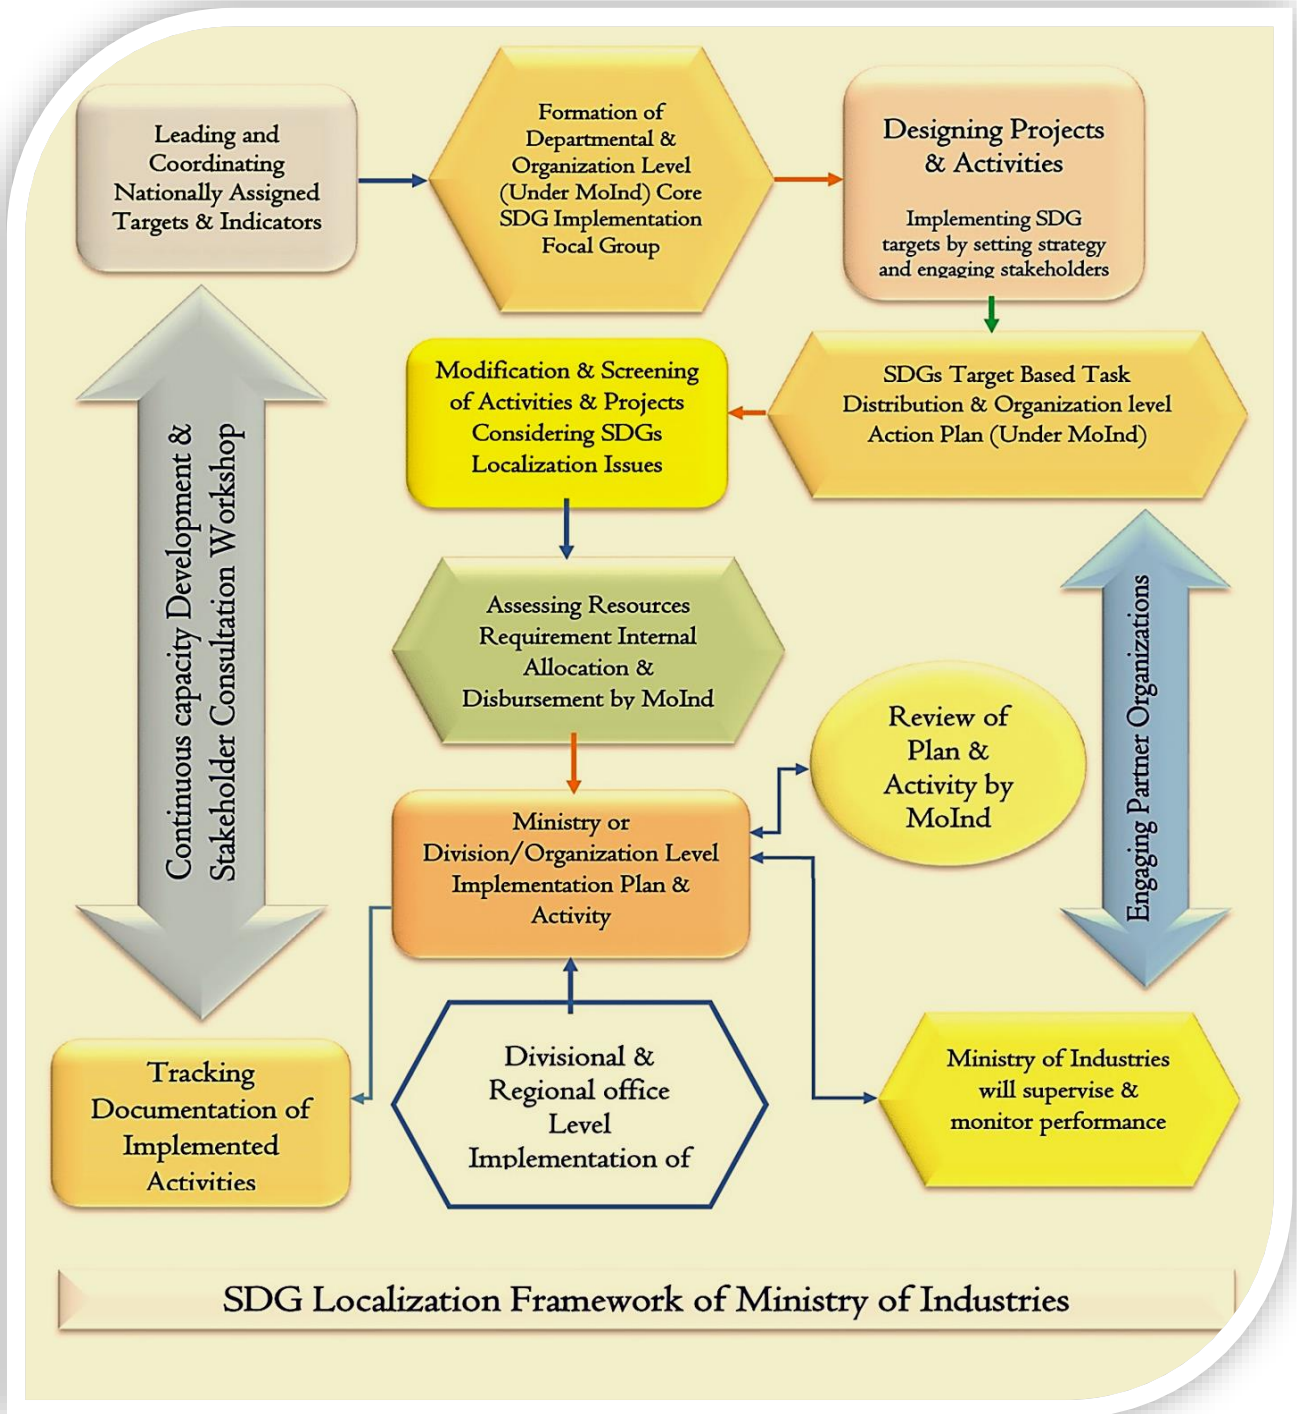 Leading and
Coordinating
Nationally Assigned
Targets & Indicators
Formation of
Departmental &
Organization Level
(Under MoInd) Core
SDG Implementation
Focal Group
Designing Projects
& Activities
Implementing SDG
targets by setting strategy
and engaging stakeholders
Modification & Screening
of Activities & Projects
Considering SDGs
Localization Issues
SDGs Target Based Task
Distribution & Organization level
Action Plan (Under MoInd)
Continuous capacity Development &
Stakeholder Consultation Workshop
Assessing Resources
Requirement Internal
Allocation &
Disbursement by MoInd
Engaging Partner Organizations
Review of
Plan &
Activity by
MoInd
Ministry or
Division/Organization Level
Implementation Plan &
Activity
Tracking
Documentation of
Implemented
Activities
Divisional &
Regional office
Level
Implementation of
Ministry of Industries
will supervise &
monitor performance
SDG Localization Framework of Ministry of Industries